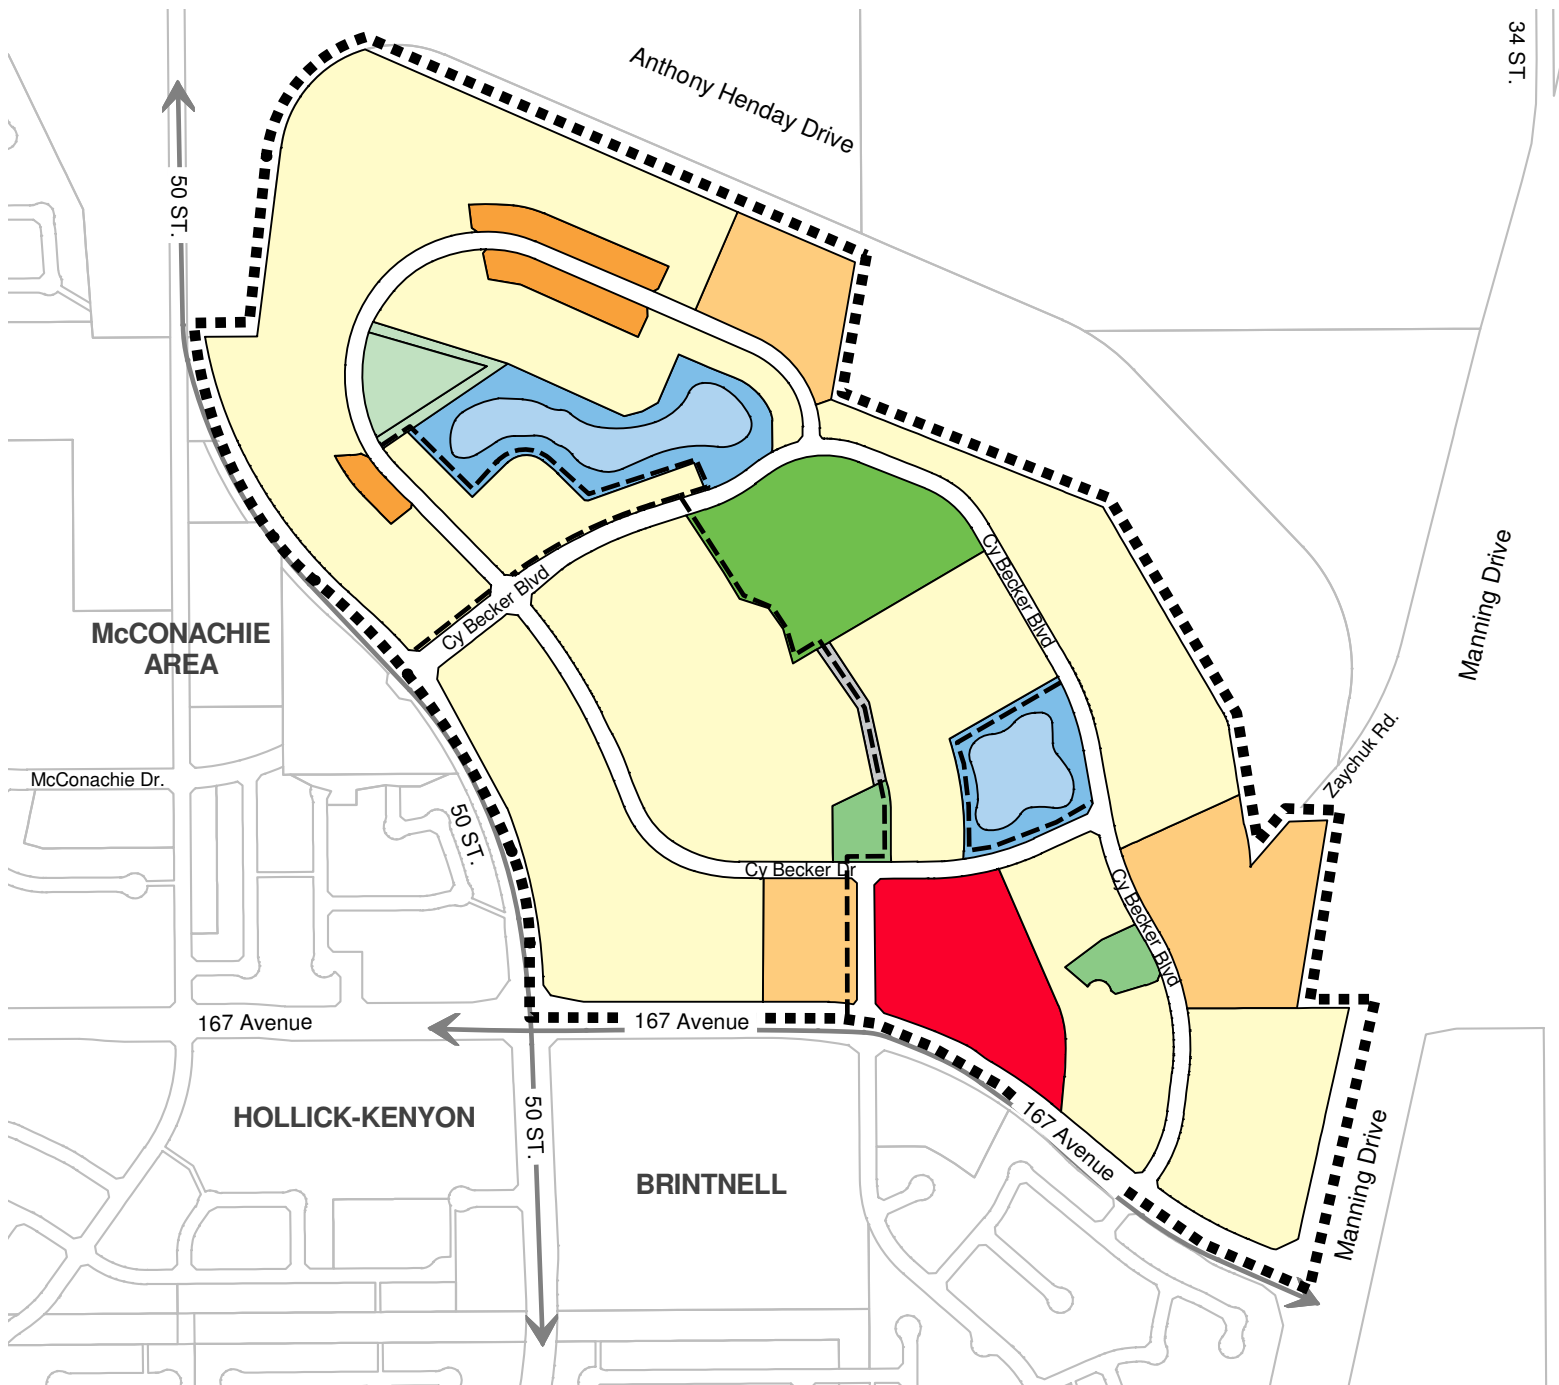 34 ST.
Anthony Henday Drive
50 ST.
Manning Drive
Cy Becker Blvd
Cy Becker Blvd
McCONACHIE
AREA
Zaychuk Rd.
McConachie Dr.
50 ST.
Cy Becker Dr
Cy Becker Blvd
167 Avenue
167 Avenue
HOLLICK-KENYON
50 ST.
167 Avenue
BRINTNELL
Manning Drive